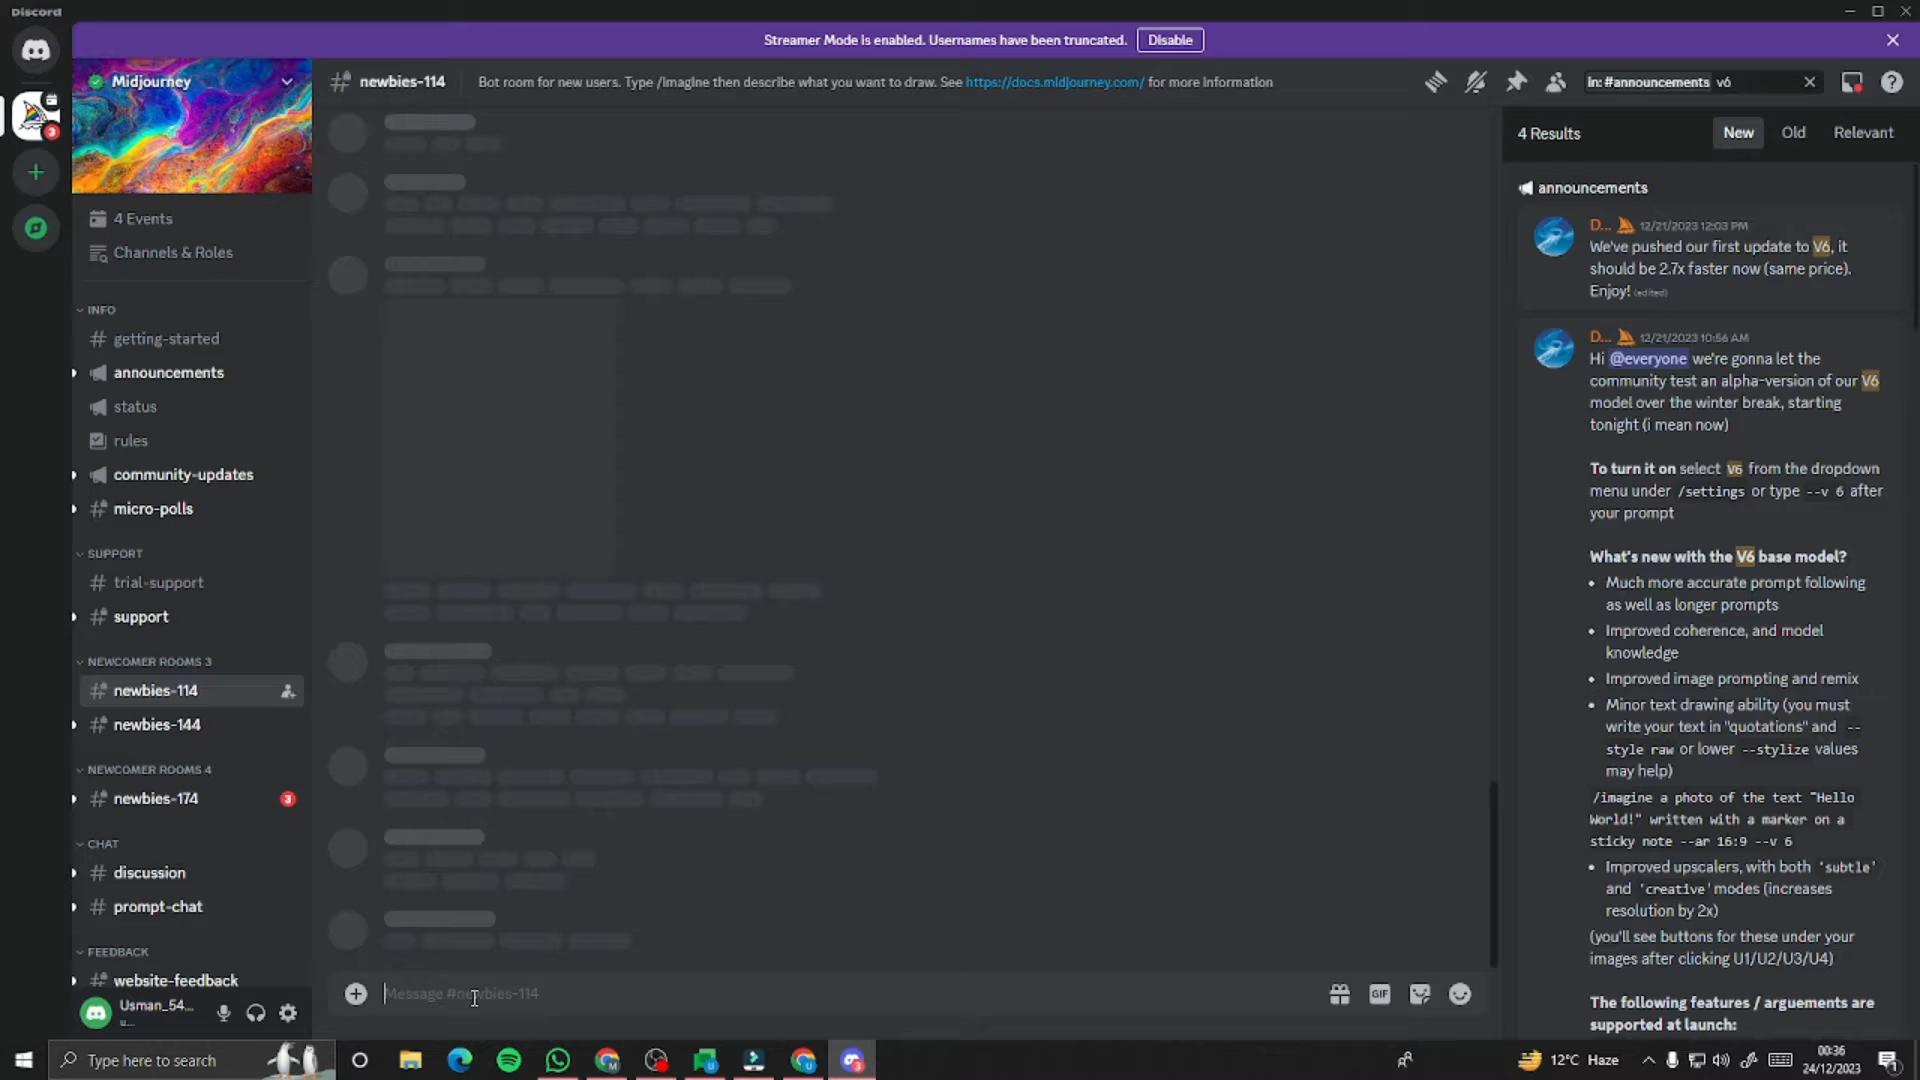 Discord
Streamer Mode is enabled. Usernames have been truncated. Disable
Midjourney
newbies-114
Bot room for new users. Type /imagine then describe what you want to draw. See https://docs.midjourney.com/ for more information
in: #announcements v6
3
4 Events
Channels & Roles
INFO
getting-started
announcements
status
rules
community-updates
micro-polls
SUPPORT
trial-support
support
NEWCOMER ROOMS 3
newbies-114
newbies-144
NEWCOMER ROOMS 4
newbies-174 3
CHAT
discussion
prompt-chat
FEEDBACK
website-feedback
Usman_54...
u...
Message #newbies-114
GIF
4 Results New Old Relevant
announcements
D... 12/21/2023 12:03 PM
We've pushed our first update to V6, it
should be 2.7x faster now (same price).
Enjoy! (edited)
D... 12/21/2023 10:56 AM
Hi @everyone we're gonna let the
community test an alpha-version of our V6
model over the winter break, starting
tonight (i mean now)
To turn it on select V6 from the dropdown
menu under /settings or type --v 6 after
your prompt
What's new with the V6 base model?
• Much more accurate prompt following
as well as longer prompts
• Improved coherence, and model
knowledge
• Improved image prompting and remix
• Minor text drawing ability (you must
write your text in "quotations" and --
style raw or lower --stylize values
may help)
/imagine a photo of the text "Hello
World!" written with a marker on a
sticky note --ar 16:9 --v 6
• Improved upscalers, with both 'subtle'
and 'creative' modes (increases
resolution by 2x)
(you'll see buttons for these under your
images after clicking U1/U2/U3/U4)
The following features / arguements are
supported at launch:
Type here to search
12°C Haze
00:36
24/12/2023